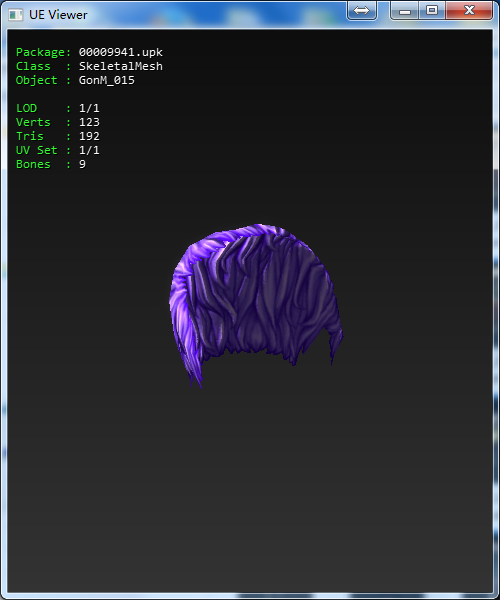 UE Viewer
Package: 00009941.upk
Class  : SkeletalMesh
Object : GonM_015
LOD    : 1/1
Verts  : 123
Tris   : 192
UV Set : 1/1
Bones  : 9